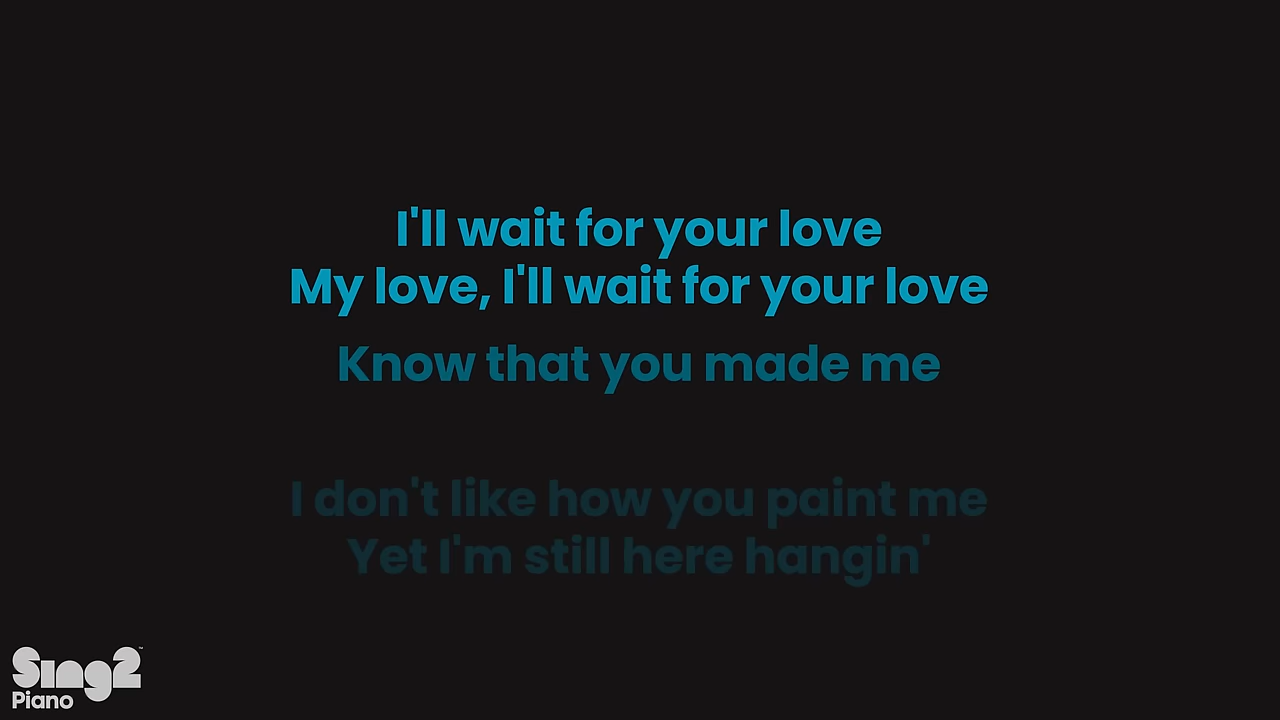 I'll wait for your love
My love, I'll wait for your love
Know that you made me
I don't like how you paint me
Yet I'm still here hangin'
Sing2™
Piano